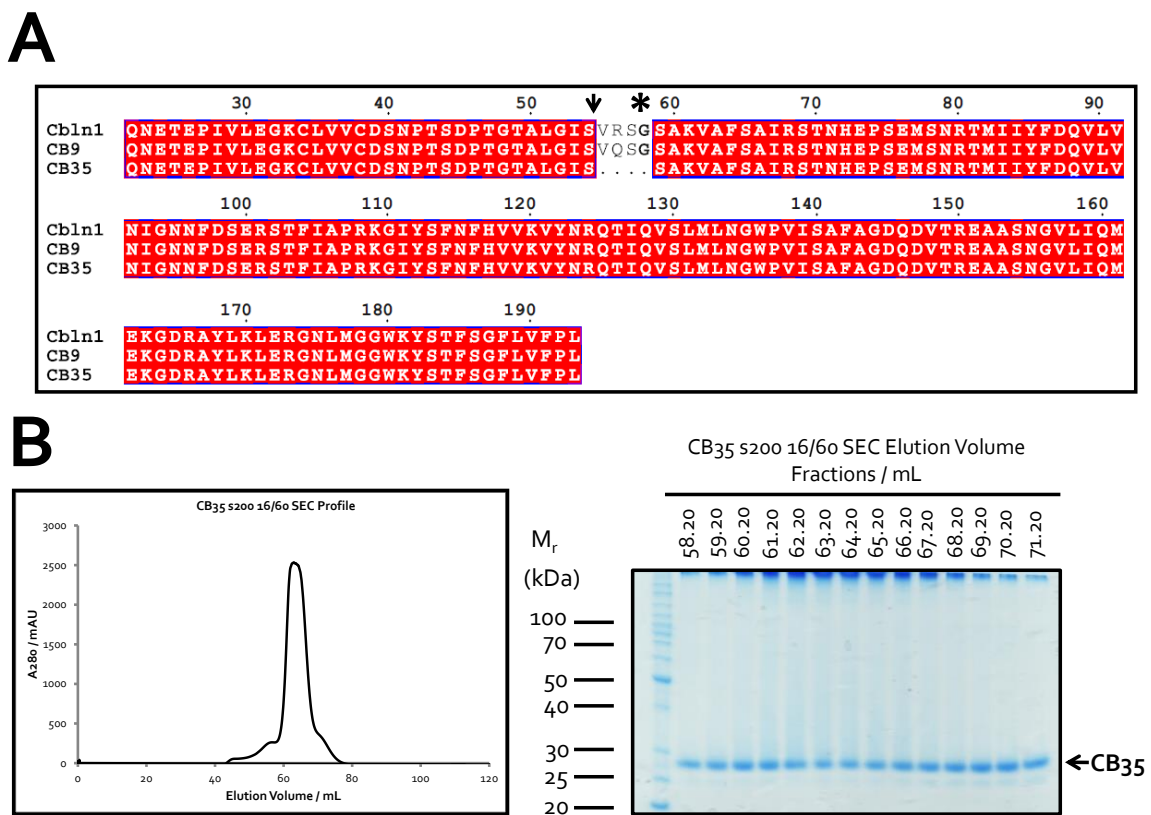 A
30 40 50 60 70 80 90
Cbln1 QNETEPIVLEGKCLVVCDSNPTSDPTGTALGISVRSGSAKVAFSAIRSTNHEPSEMSNRTMIIYFDQVLV
CB9 QNETEPIVLEGKCLVVCDSNPTSDPTGTALGISVQSGSAKVAFSAIRSTNHEPSEMSNRTMIIYFDQVLV
CB35 QNETEPIVLEGKCLVVCDSNPTSDPTGTALGIS....SAKVAFSAIRSTNHEPSEMSNRTMIIYFDQVLV
100 110 120 130 140 150 160
Cbln1 NIGNNFDSERSTFIAPRKGIYSFNFHVVKVYNRQTIQVSLMLNGWPVISAFAGDQDVTREAASNGVLIQM
CB9 NIGNNFDSERSTFIAPRKGIYSFNFHVVKVYNRQTIQVSLMLNGWPVISAFAGDQDVTREAASNGVLIQM
CB35 NIGNNFDSERSTFIAPRKGIYSFNFHVVKVYNRQTIQVSLMLNGWPVISAFAGDQDVTREAASNGVLIQM
170 180 190
Cbln1 EKGDRAYLKLERGNLMGGWKYSTFSGFLVFPL
CB9 EKGDRAYLKLERGNLMGGWKYSTFSGFLVFPL
CB35 EKGDRAYLKLERGNLMGGWKYSTFSGFLVFPL
B
CB35 s200 16/60 SEC Profile
3000
2500
2000
1500
1000
500
0
A280 / mAU
0 20 40 60 80 100 120
Elution Volume / mL
CB35 s200 16/60 SEC Elution Volume
Fractions / mL
58.20 59.20 60.20 61.20 62.20 63.20 64.20 65.20 66.20 67.20 68.20 69.20 70.20 71.20
Mr
(kDa)
100
70
50
40
30
25
20
CB35